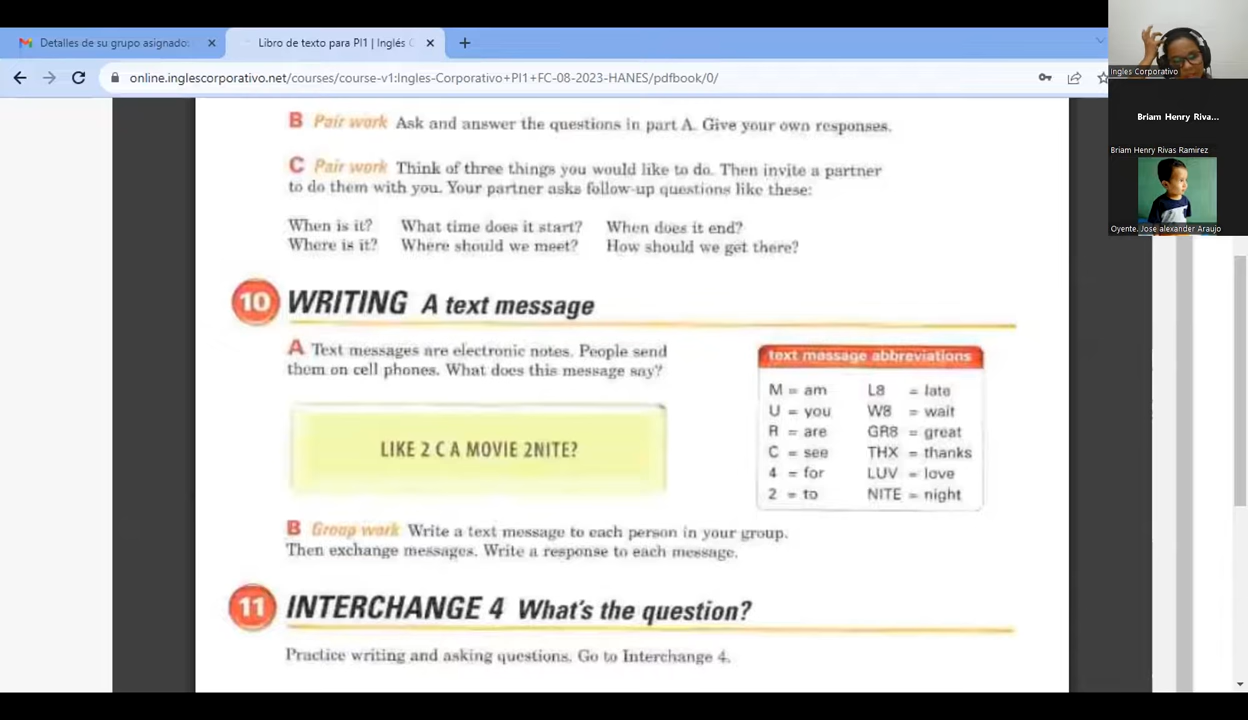 Detalles de su grupo asignado:
Libro de texto para PI1 | Inglés C
online.inglescorporativo.net/courses/course-v1:Ingles-Corporativo+PI1+FC-08-2023-HANES/pdfbook/0/
Ingles Corporativo
Briam Henry Riva...
Briam Henry Rivas Ramirez
Oyente. Jose alexander Araujo
B Pair work Ask and answer the questions in part A. Give your own responses.
C Pair work Think of three things you would like to do. Then invite a partner
to do them with you. Your partner asks follow-up questions like these:
When is it? What time does it start? When does it end?
Where is it? Where should we meet? How should we get there?
10 WRITING A text message
A Text messages are electronic notes. People send
them on cell phones. What does this message say?
LIKE 2 C A MOVIE 2NITE?
text message abbreviations
M = am L8 = late
U = you W8 = wait
R = are GR8 = great
C = see THX = thanks
4 = for LUV = love
2 = to NITE = night
B Group work Write a text message to each person in your group.
Then exchange messages. Write a response to each message.
11 INTERCHANGE 4 What's the question?
Practice writing and asking questions. Go to Interchange 4.